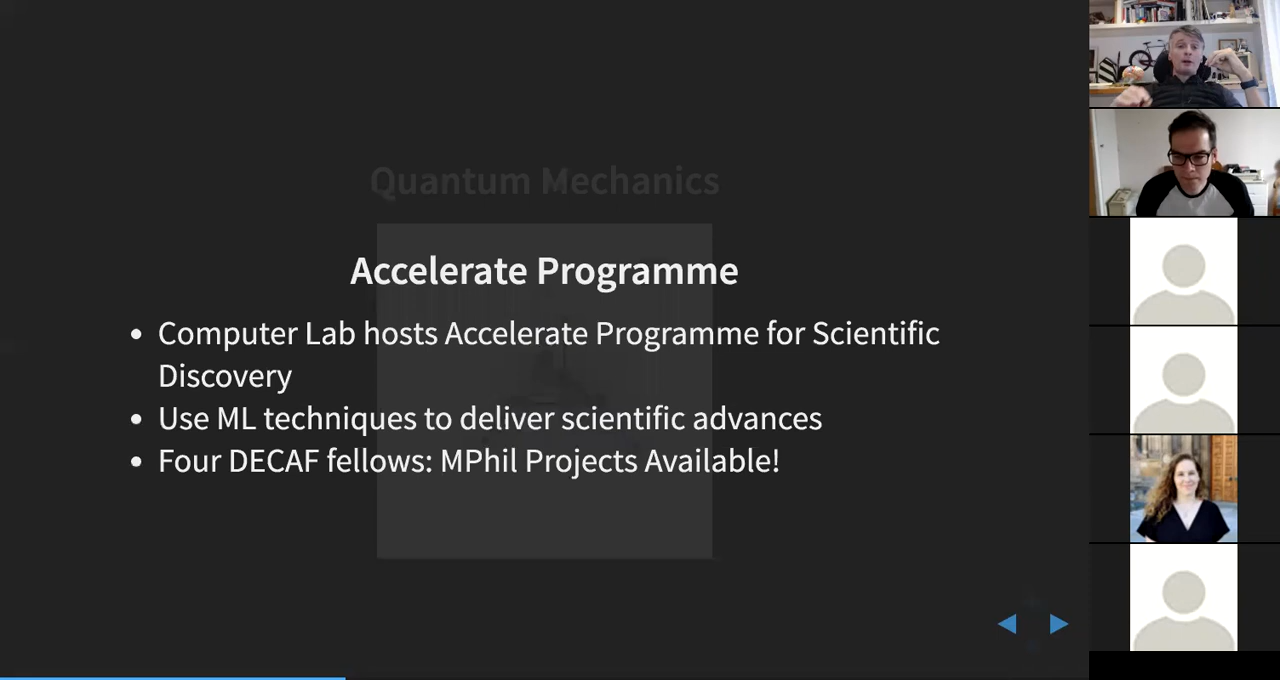 Quantum Mechanics
Accelerate Programme
Computer Lab hosts Accelerate Programme for Scientific
Discovery
Use ML techniques to deliver scientific advances
Four DECAF fellows: MPhil Projects Available!